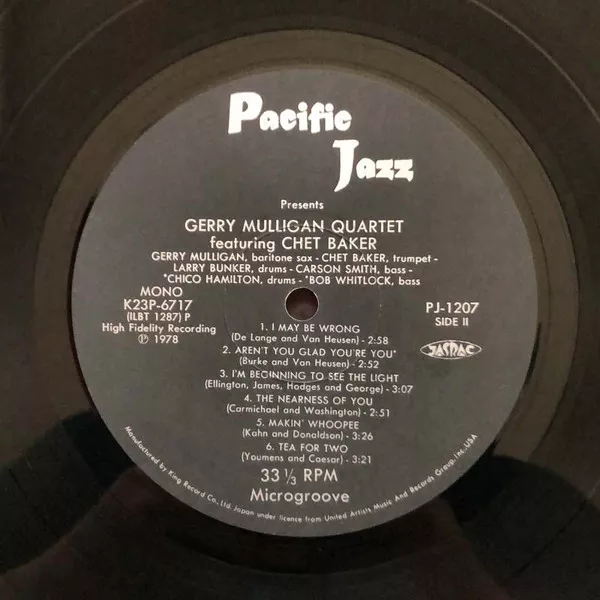 Pacific
Jazz
Presents
GERRY MULLIGAN QUARTET
featuring CHET BAKER
GERRY MULLIGAN, baritone sax - CHET BAKER, trumpet -
LARRY BUNKER, drums - CARSON SMITH, bass -
*CHICO HAMILTON, drums - *BOB WHITLOCK, bass
MONO
K23P-6717
(ILBT 1287) P
High Fidelity Recording
℗ 1978
PJ-1207
SIDE II
JASRAC
1. I MAY BE WRONG
(De Lange and Van Heusen) - 2:58
2. AREN'T YOU GLAD YOU'RE YOU*
(Burke and Van Heusen) - 2:52
3. I'M BEGINNING TO SEE THE LIGHT
(Ellington, James, Hodges and George) - 3:07
4. THE NEARNESS OF YOU
(Carmichael and Washington) - 2:51
5. MAKIN' WHOOPEE
(Kahn and Donaldson) - 3:26
6. TEA FOR TWO
(Youmens and Caesar) - 3:21
33 1/3 RPM
Microgroove
Manufactured by King Record Co., Ltd. Japan under licence from United Artists Music And Records Group, Inc. USA